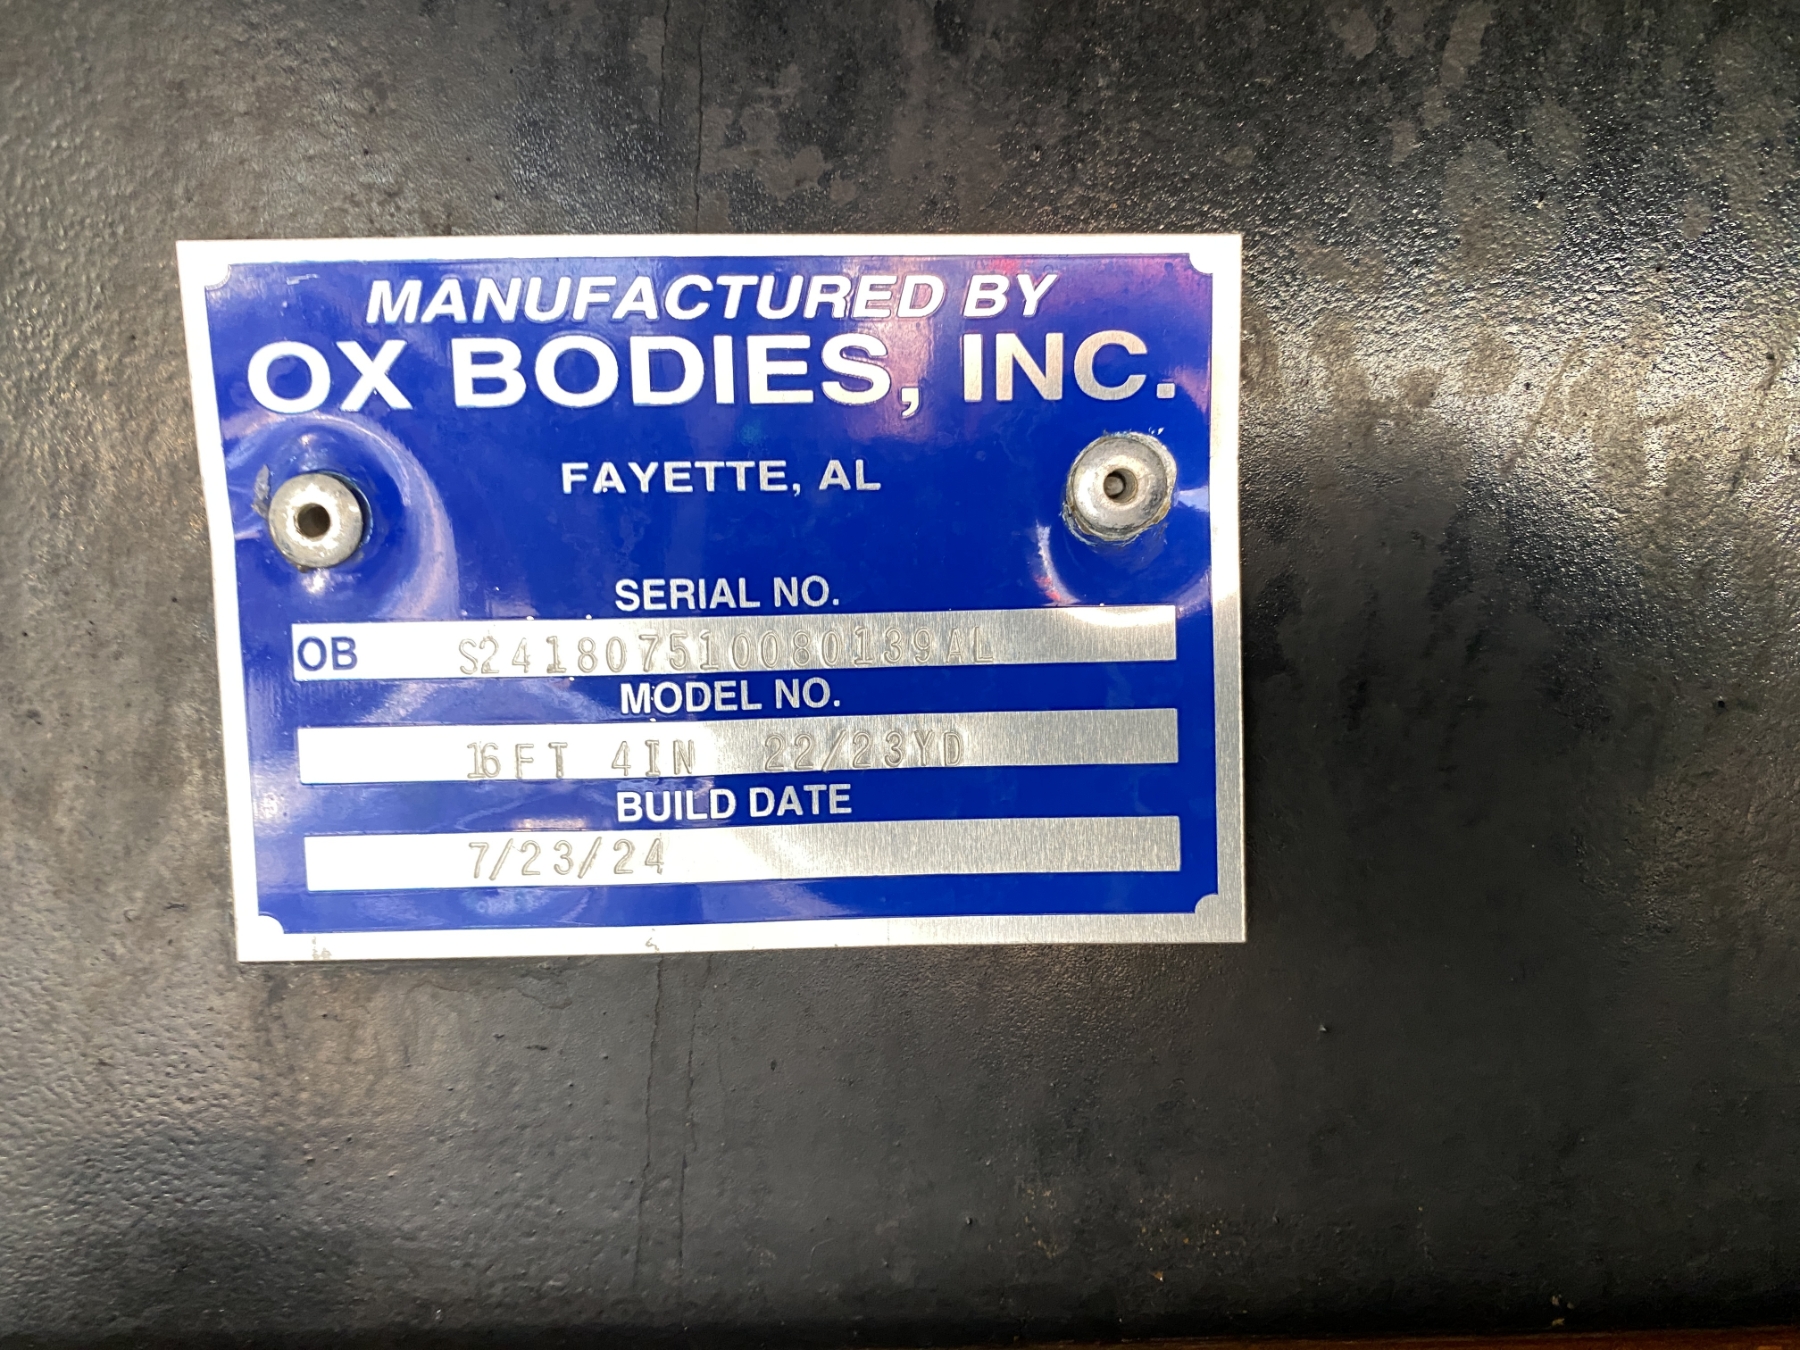 MANUFACTURED BY
OX BODIES, INC.
FAYETTE, AL
SERIAL NO.
OB S241807510080139AL
MODEL NO.
16FT 4IN 22/23YD
BUILD DATE
7/23/24